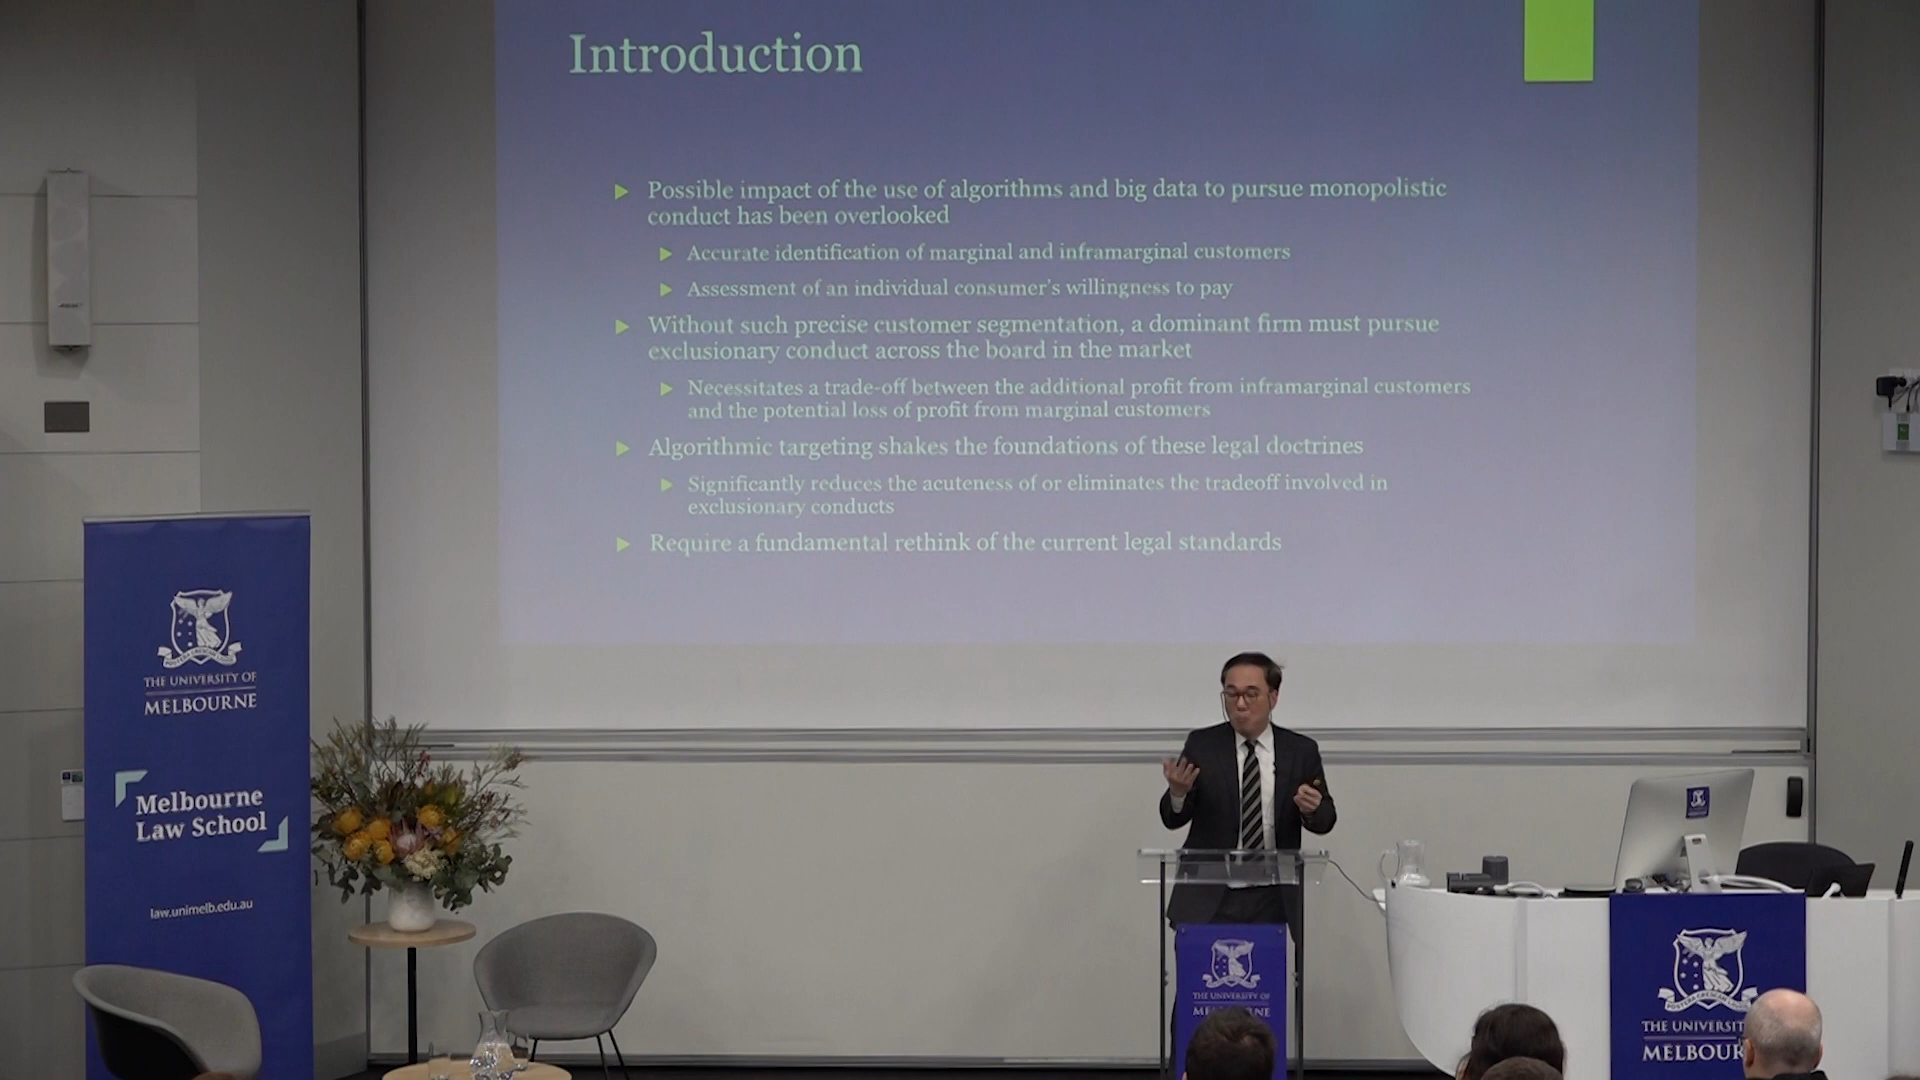 Introduction
Possible impact of the use of algorithms and big data to pursue monopolistic
conduct has been overlooked
Accurate identification of marginal and inframarginal customers
Assessment of an individual consumer's willingness to pay
Without such precise customer segmentation, a dominant firm must pursue
exclusionary conduct across the board in the market
Necessitates a trade-off between the additional profit from inframarginal customers
and the potential loss of profit from marginal customers
Algorithmic targeting shakes the foundations of these legal doctrines
Significantly reduces the acuteness of or eliminates the tradeoff involved in
exclusionary conducts
Require a fundamental rethink of the current legal standards
THE UNIVERSITY OF
MELBOURNE
Melbourne
Law School
law.unimelb.edu.au
THE UNIVERSITY OF
THE UNIVERSIT
MELBOUR